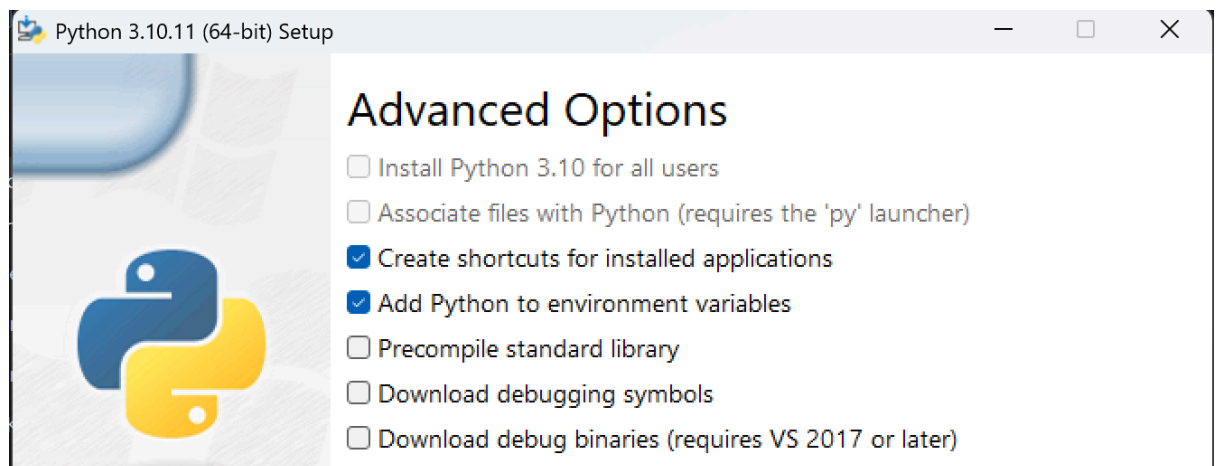 Python 3.10.11 (64-bit) Setup
Advanced Options
Install Python 3.10 for all users
Associate files with Python (requires the 'py' launcher)
Create shortcuts for installed applications
Add Python to environment variables
Precompile standard library
Download debugging symbols
Download debug binaries (requires VS 2017 or later)